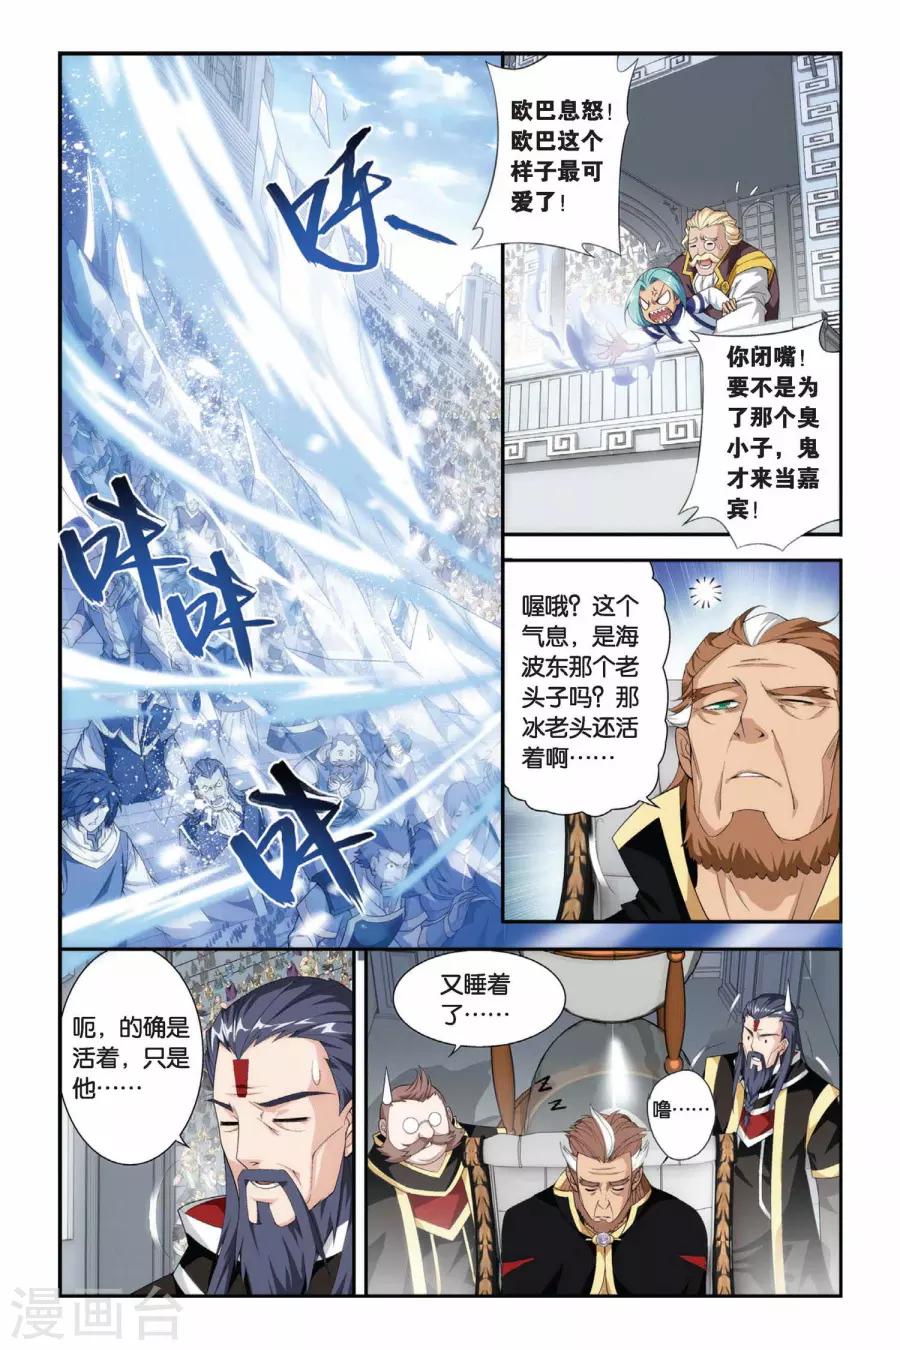 呼、
欧巴息怒！
欧巴这个
样子最可
爱了！
你闭嘴！
要不是为
了那个臭
小子，鬼
才来当嘉
宾！
咔
咔
咔
喔哦？这个
气息，是海
波东那个老
头子吗？那
冰老头还活
着啊……
呃，的确是
活着，只是
他……
又睡着
了……
z
z
噜……
漫画台